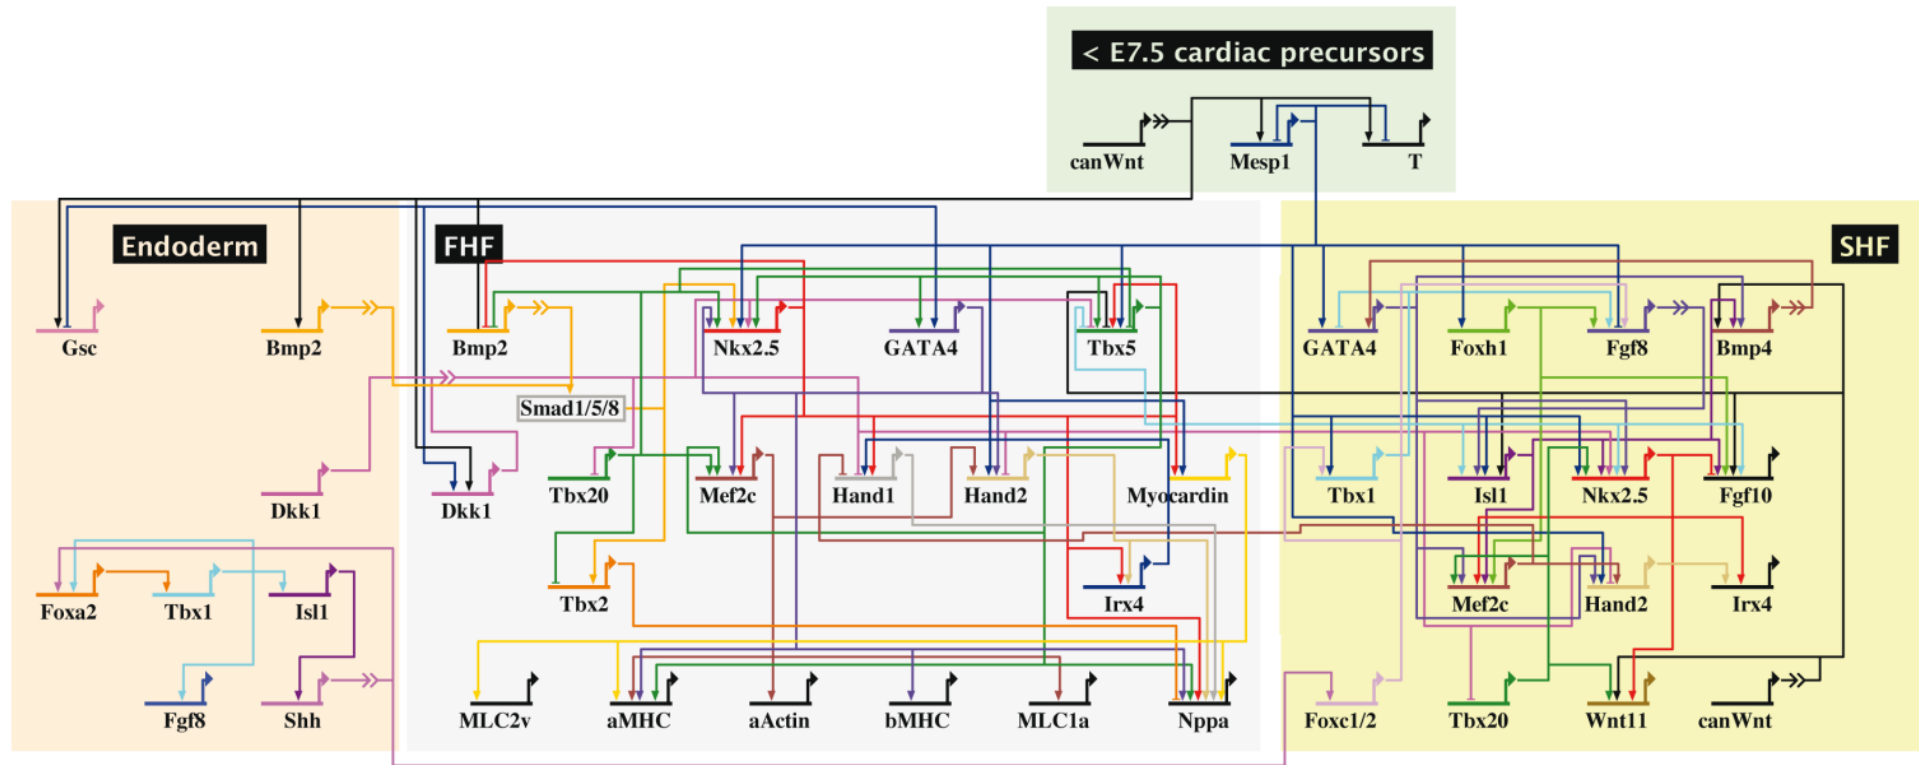 < E7.5 cardiac precursors
canWnt
Mesp1
T
Endoderm
FHF
SHF
Gsc
Bmp2
Bmp2
Nkx2.5
GATA4
Tbx5
GATA4
Foxh1
Fgf8
Bmp4
Smad1/5/8
Dkk1
Dkk1
Tbx20
Mef2c
Hand1
Hand2
Myocardin
Tbx1
Isl1
Nkx2.5
Fgf10
Foxa2
Tbx1
Isl1
Tbx2
Irx4
Mef2c
Hand2
Irx4
Fgf8
Shh
MLC2v
aMHC
aActin
bMHC
MLC1a
Nppa
Foxc1/2
Tbx20
Wnt11
canWnt